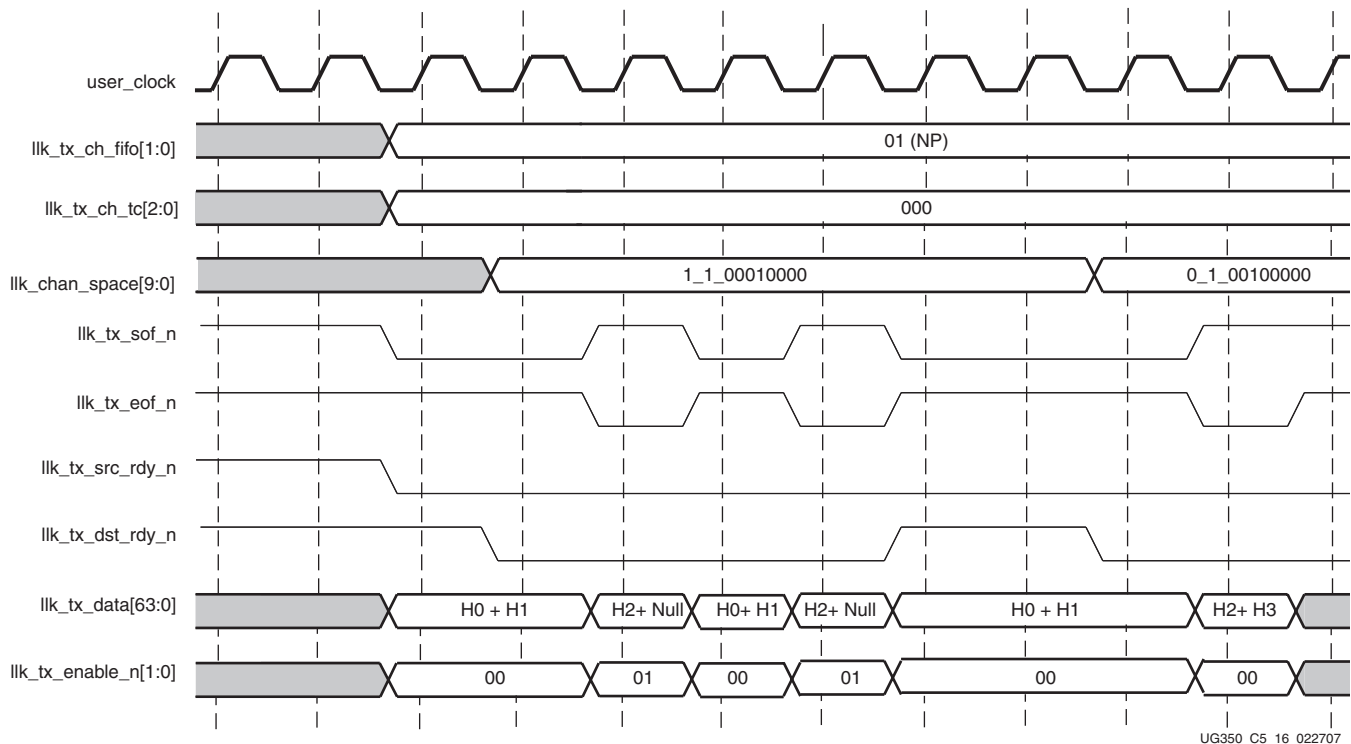 user_clock
llk_tx_ch_fifo[1:0] 01 (NP)
llk_tx_ch_tc[2:0] 000
llk_chan_space[9:0] 1_1_00010000 0_1_00100000
llk_tx_sof_n
llk_tx_eof_n
llk_tx_src_rdy_n
llk_tx_dst_rdy_n
llk_tx_data[63:0] H0 + H1 H2+ Null H0+ H1 H2+ Null H0 + H1 H2+ H3
llk_tx_enable_n[1:0] 00 01 00 01 00 00
UG350_C5_16_022707